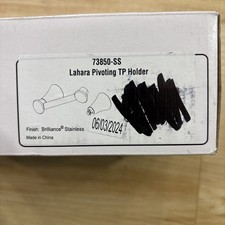 73850-SS
Lahara Pivoting TP Holder
06/03/2024
Finish: Brilliance® Stainless
Made in China